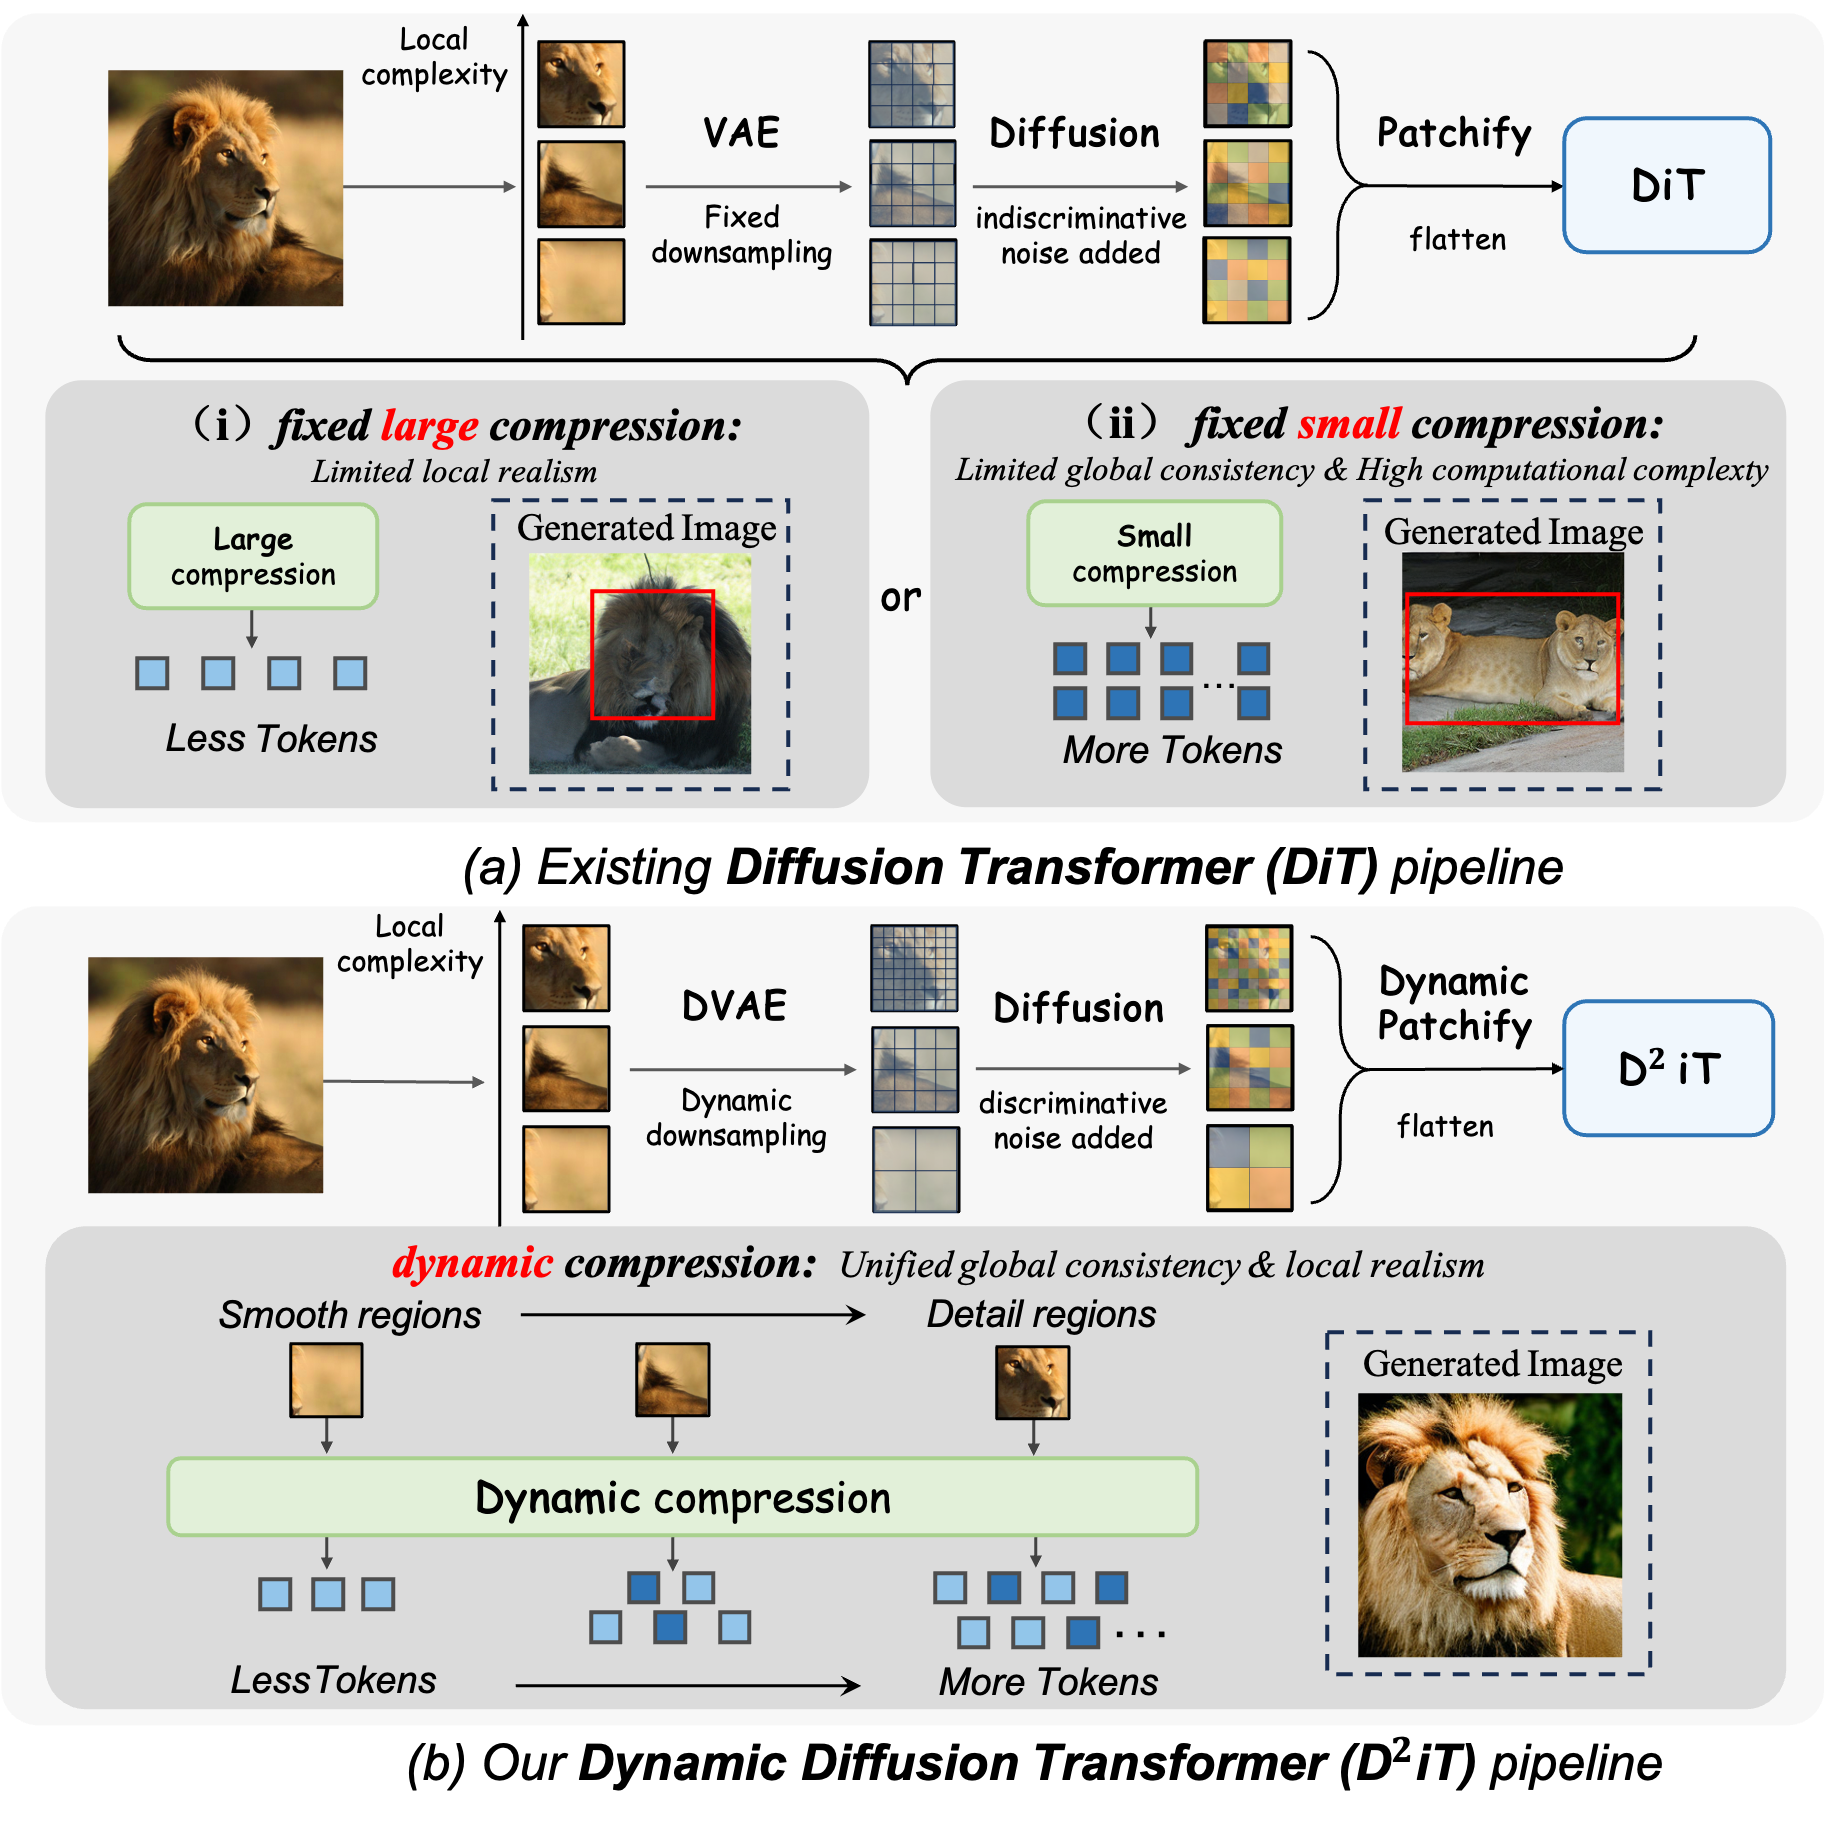 Local
complexity
VAE
Fixed
downsampling
Diffusion
indiscriminative
noise added
Patchify
flatten
DiT
(i) fixed large compression:
Limited local realism
Large
compression
Less Tokens
Generated Image
or
(ii) fixed small compression:
Limited global consistency & High computational complexty
Small
compression
...
More Tokens
Generated Image
(a) Existing Diffusion Transformer (DiT) pipeline
Local
complexity
DVAE
Dynamic
downsampling
Diffusion
discriminative
noise added
Dynamic
Patchify
flatten
D² iT
dynamic compression: Unified global consistency & local realism
Smooth regions
Detail regions
Generated Image
Dynamic compression
...
Less Tokens
More Tokens
(b) Our Dynamic Diffusion Transformer (D²iT) pipeline